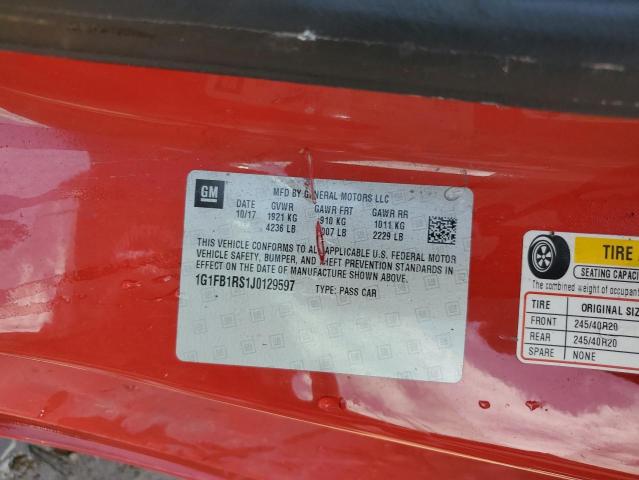 GM
MFD BY GENERAL MOTORS LLC
DATE GVWR GAWR FRT GAWR RR
10/17 1921 KG 910 KG 1011 KG
4236 LB 007 LB 2229 LB
THIS VEHICLE CONFORMS TO ALL APPLICABLE U.S. FEDERAL MOTOR
VEHICLE SAFETY, BUMPER, AND THEFT PREVENTION STANDARDS IN
EFFECT ON THE DATE OF MANUFACTURE SHOWN ABOVE.
1G1FB1RS1J0129597 TYPE: PASS CAR
TIRE
SEATING CAPACI
The combined weight of occupant
TIRE ORIGINAL SIZ
FRONT 245/40R20
REAR 245/40R20
SPARE NONE